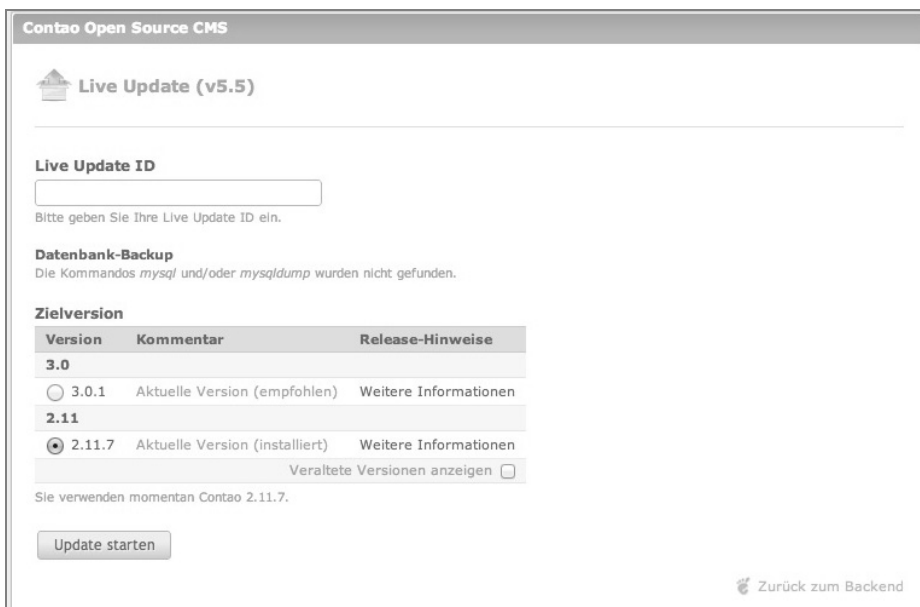 Contao Open Source CMS
Live Update (v5.5)
Live Update ID
Bitte geben Sie Ihre Live Update ID ein.
Datenbank-Backup
Die Kommandos mysql und/oder mysqldump wurden nicht gefunden.
Zielversion
Version Kommentar Release-Hinweise
3.0
3.0.1 Aktuelle Version (empfohlen) Weitere Informationen
2.11
2.11.7 Aktuelle Version (installiert) Weitere Informationen
Veraltete Versionen anzeigen
Sie verwenden momentan Contao 2.11.7.
Update starten
Zurück zum Backend